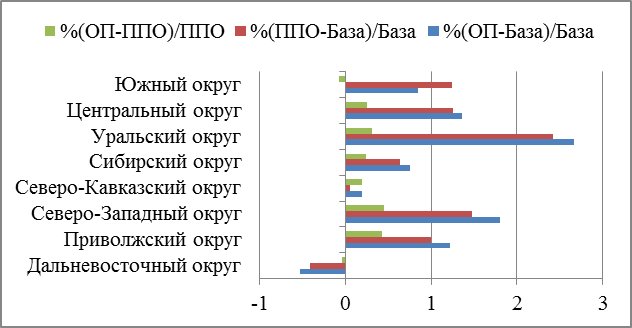 %(ОП-ППО)/ППО %(ППО-База)/База %(ОП-База)/База
Южный округ
Центральный округ
Уральский округ
Сибирский округ
Северо-Кавказский округ
Северо-Западный округ
Приволжский округ
Дальневосточный округ
-1 0 1 2 3